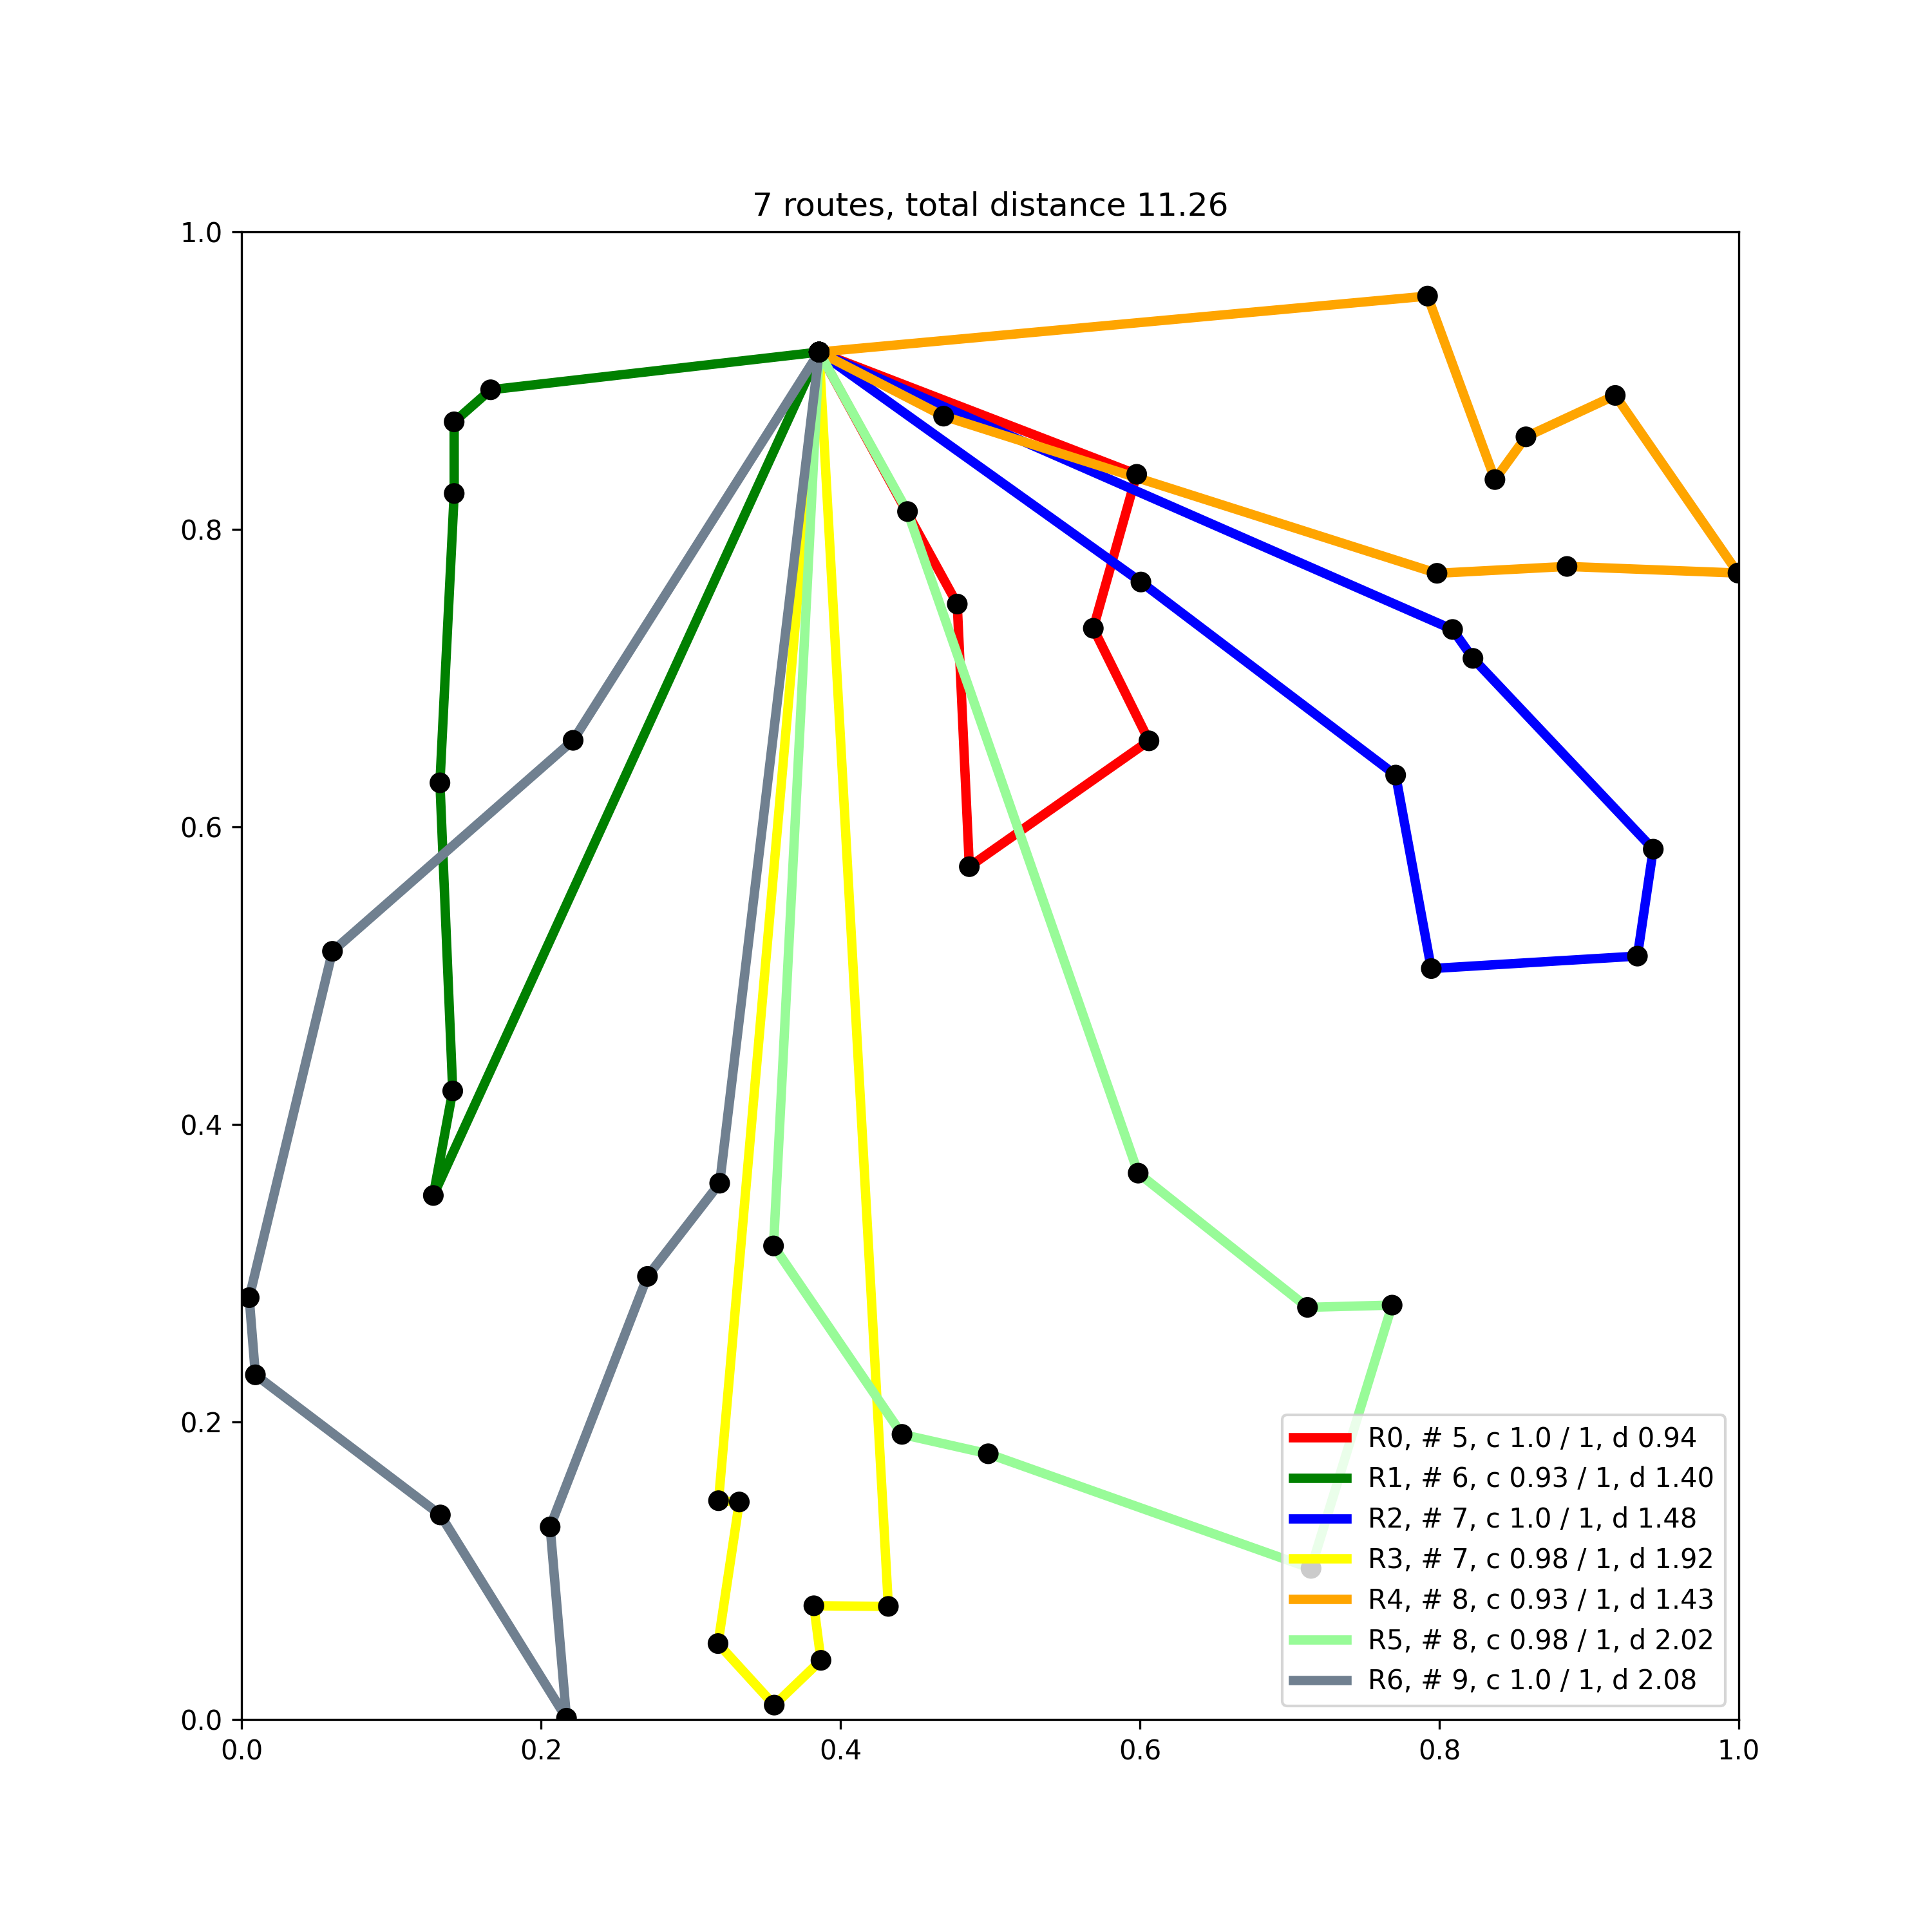 7 routes, total distance 11.26
1.0
0.8
0.6
0.4
0.2
0.0
0.0 0.2 0.4 0.6 0.8 1.0
R0, # 5, c 1.0 / 1, d 0.94
R1, # 6, c 0.93 / 1, d 1.40
R2, # 7, c 1.0 / 1, d 1.48
R3, # 7, c 0.98 / 1, d 1.92
R4, # 8, c 0.93 / 1, d 1.43
R5, # 8, c 0.98 / 1, d 2.02
R6, # 9, c 1.0 / 1, d 2.08